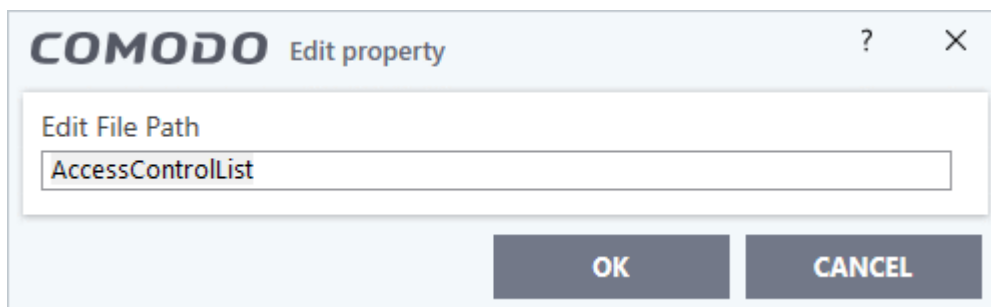 COMODO Edit property ? ×
Edit File Path
AccessControlList
OK CANCEL